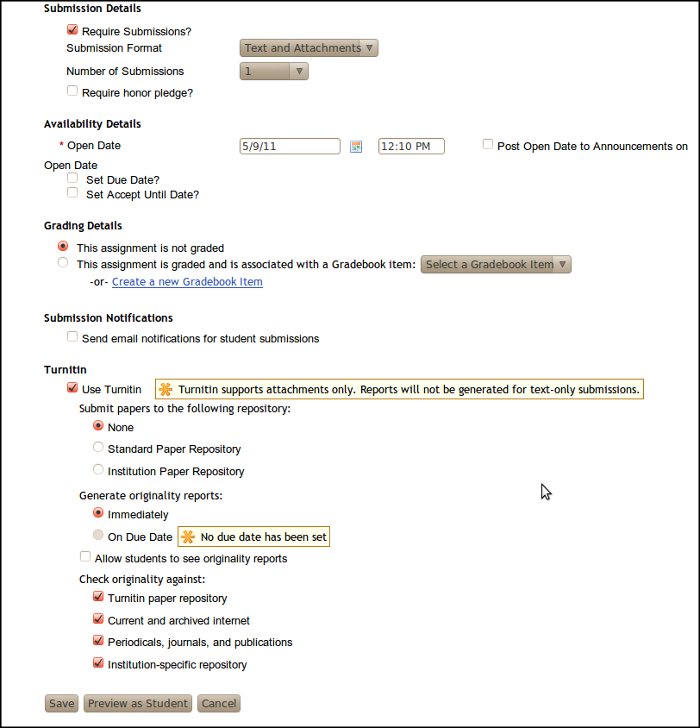 Submission Details
Require Submissions?
Submission Format Text and Attachments
Number of Submissions 1
Require honor pledge?
Availability Details
* Open Date 5/9/11 12:10 PM Post Open Date to Announcements on
Open Date
Set Due Date?
Set Accept Until Date?
Grading Details
This assignment is not graded
This assignment is graded and is associated with a Gradebook item: Select a Gradebook Item
-or- Create a new Gradebook Item
Submission Notifications
Send email notifications for student submissions
Turnitin
Use Turnitin Turnitin supports attachments only. Reports will not be generated for text-only submissions.
Submit papers to the following repository:
None
Standard Paper Repository
Institution Paper Repository
Generate originality reports:
Immediately
On Due Date No due date has been set
Allow students to see originality reports
Check originality against:
Turnitin paper repository
Current and archived internet
Periodicals, journals, and publications
Institution-specific repository
Save Preview as Student Cancel